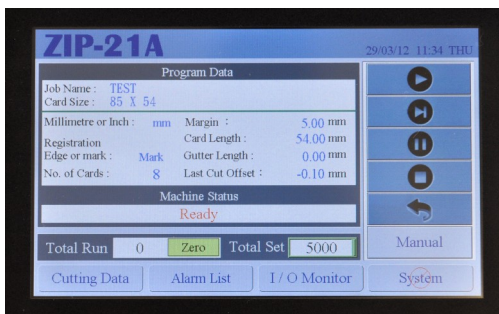 ZIP-21A
29/03/12 11:34 THU
Program Data
Job Name : TEST
Card Size : 85 X 54
Millimetre or Inch : mm
Margin : 5.00 mm
Registration
Edge or mark : Mark
Card Length : 54.00 mm
Gutter Length : 0.00 mm
No. of Cards : 8
Last Cut Offset : -0.10 mm
Machine Status
Ready
Total Run 0 Zero Total Set 5000
Manual
Cutting Data Alarm List I / O Monitor System